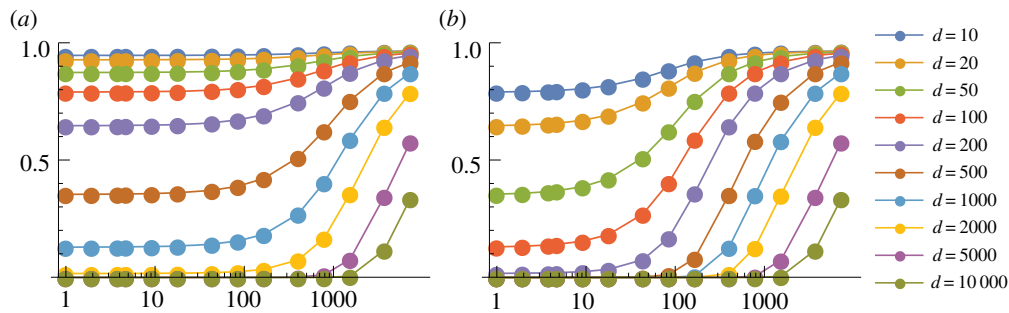 (a)
(b)
1.0
0.5
1 10 100 1000
1.0
0.5
1 10 100 1000
d = 10
d = 20
d = 50
d = 100
d = 200
d = 500
d = 1000
d = 2000
d = 5000
d = 10 000